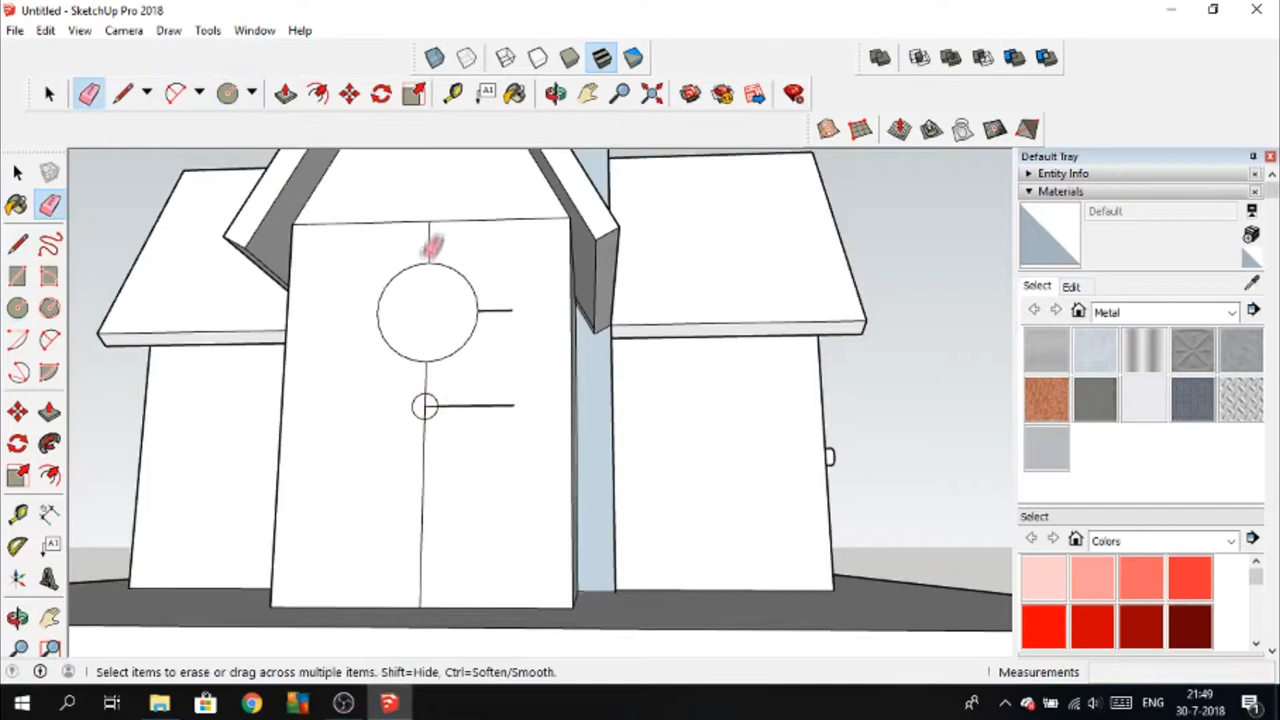 Untitled - SketchUp Pro 2018
File Edit View Camera Draw Tools Window Help
A1
Default Tray
Entity Info
Materials
Default
Select Edit
Metal
A1
Select
Colors
Select items to erase or drag across multiple items. Shift=Hide, Ctrl=Soften/Smooth.
Measurements
ENG
21:49
30-7-2018